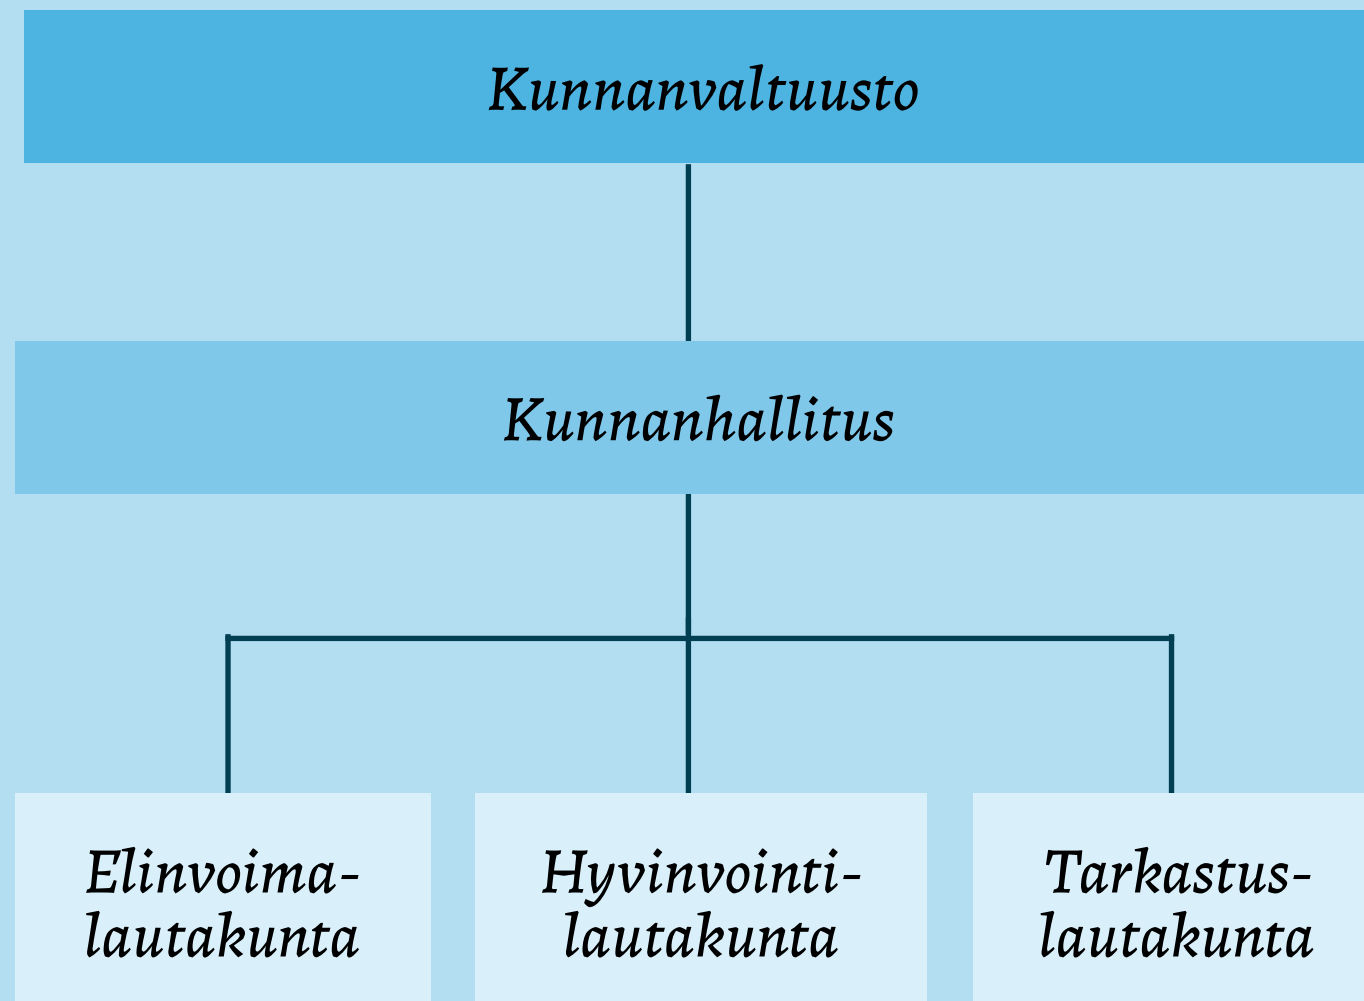 Kunnanvaltuusto
Kunnanhallitus
Elinvoima-
lautakunta
Hyvinvointi-
lautakunta
Tarkastus-
lautakunta